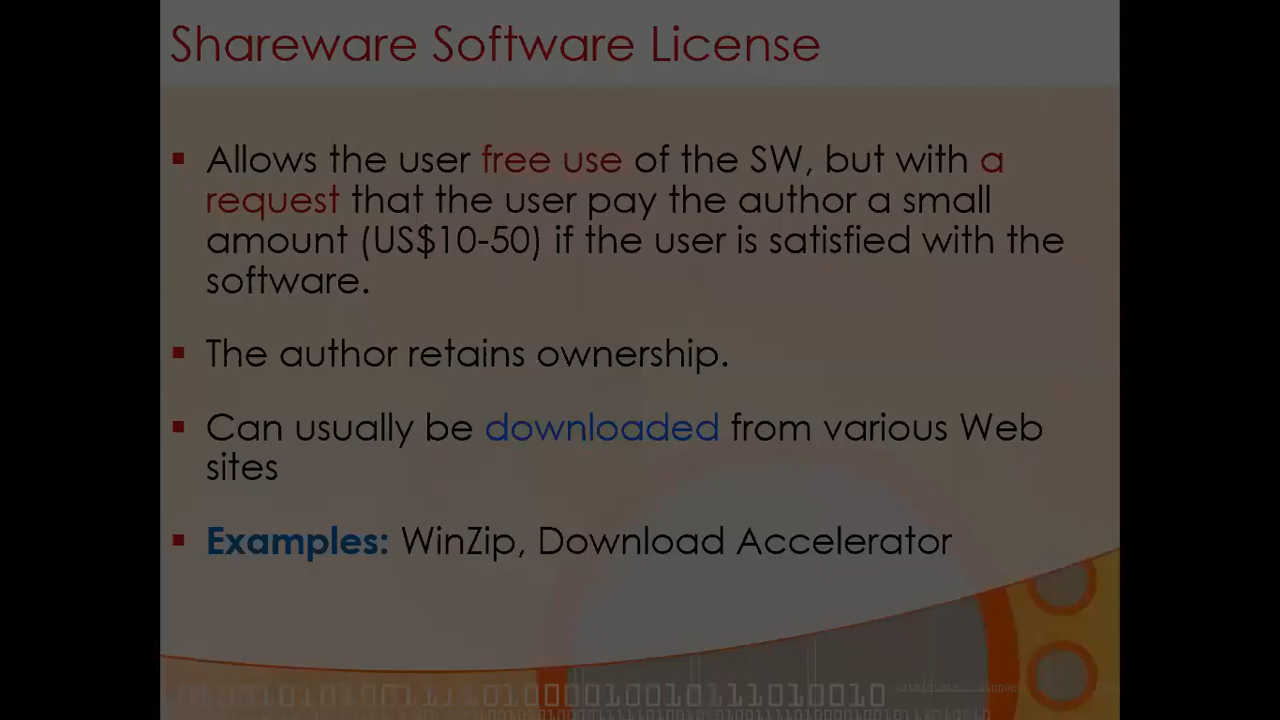 Shareware Software License
▪ Allows the user free use of the SW, but with a
request that the user pay the author a small
amount (US$10-50) if the user is satisfied with the
software.
▪ The author retains ownership.
▪ Can usually be downloaded from various Web
sites
▪ Examples: WinZip, Download Accelerator